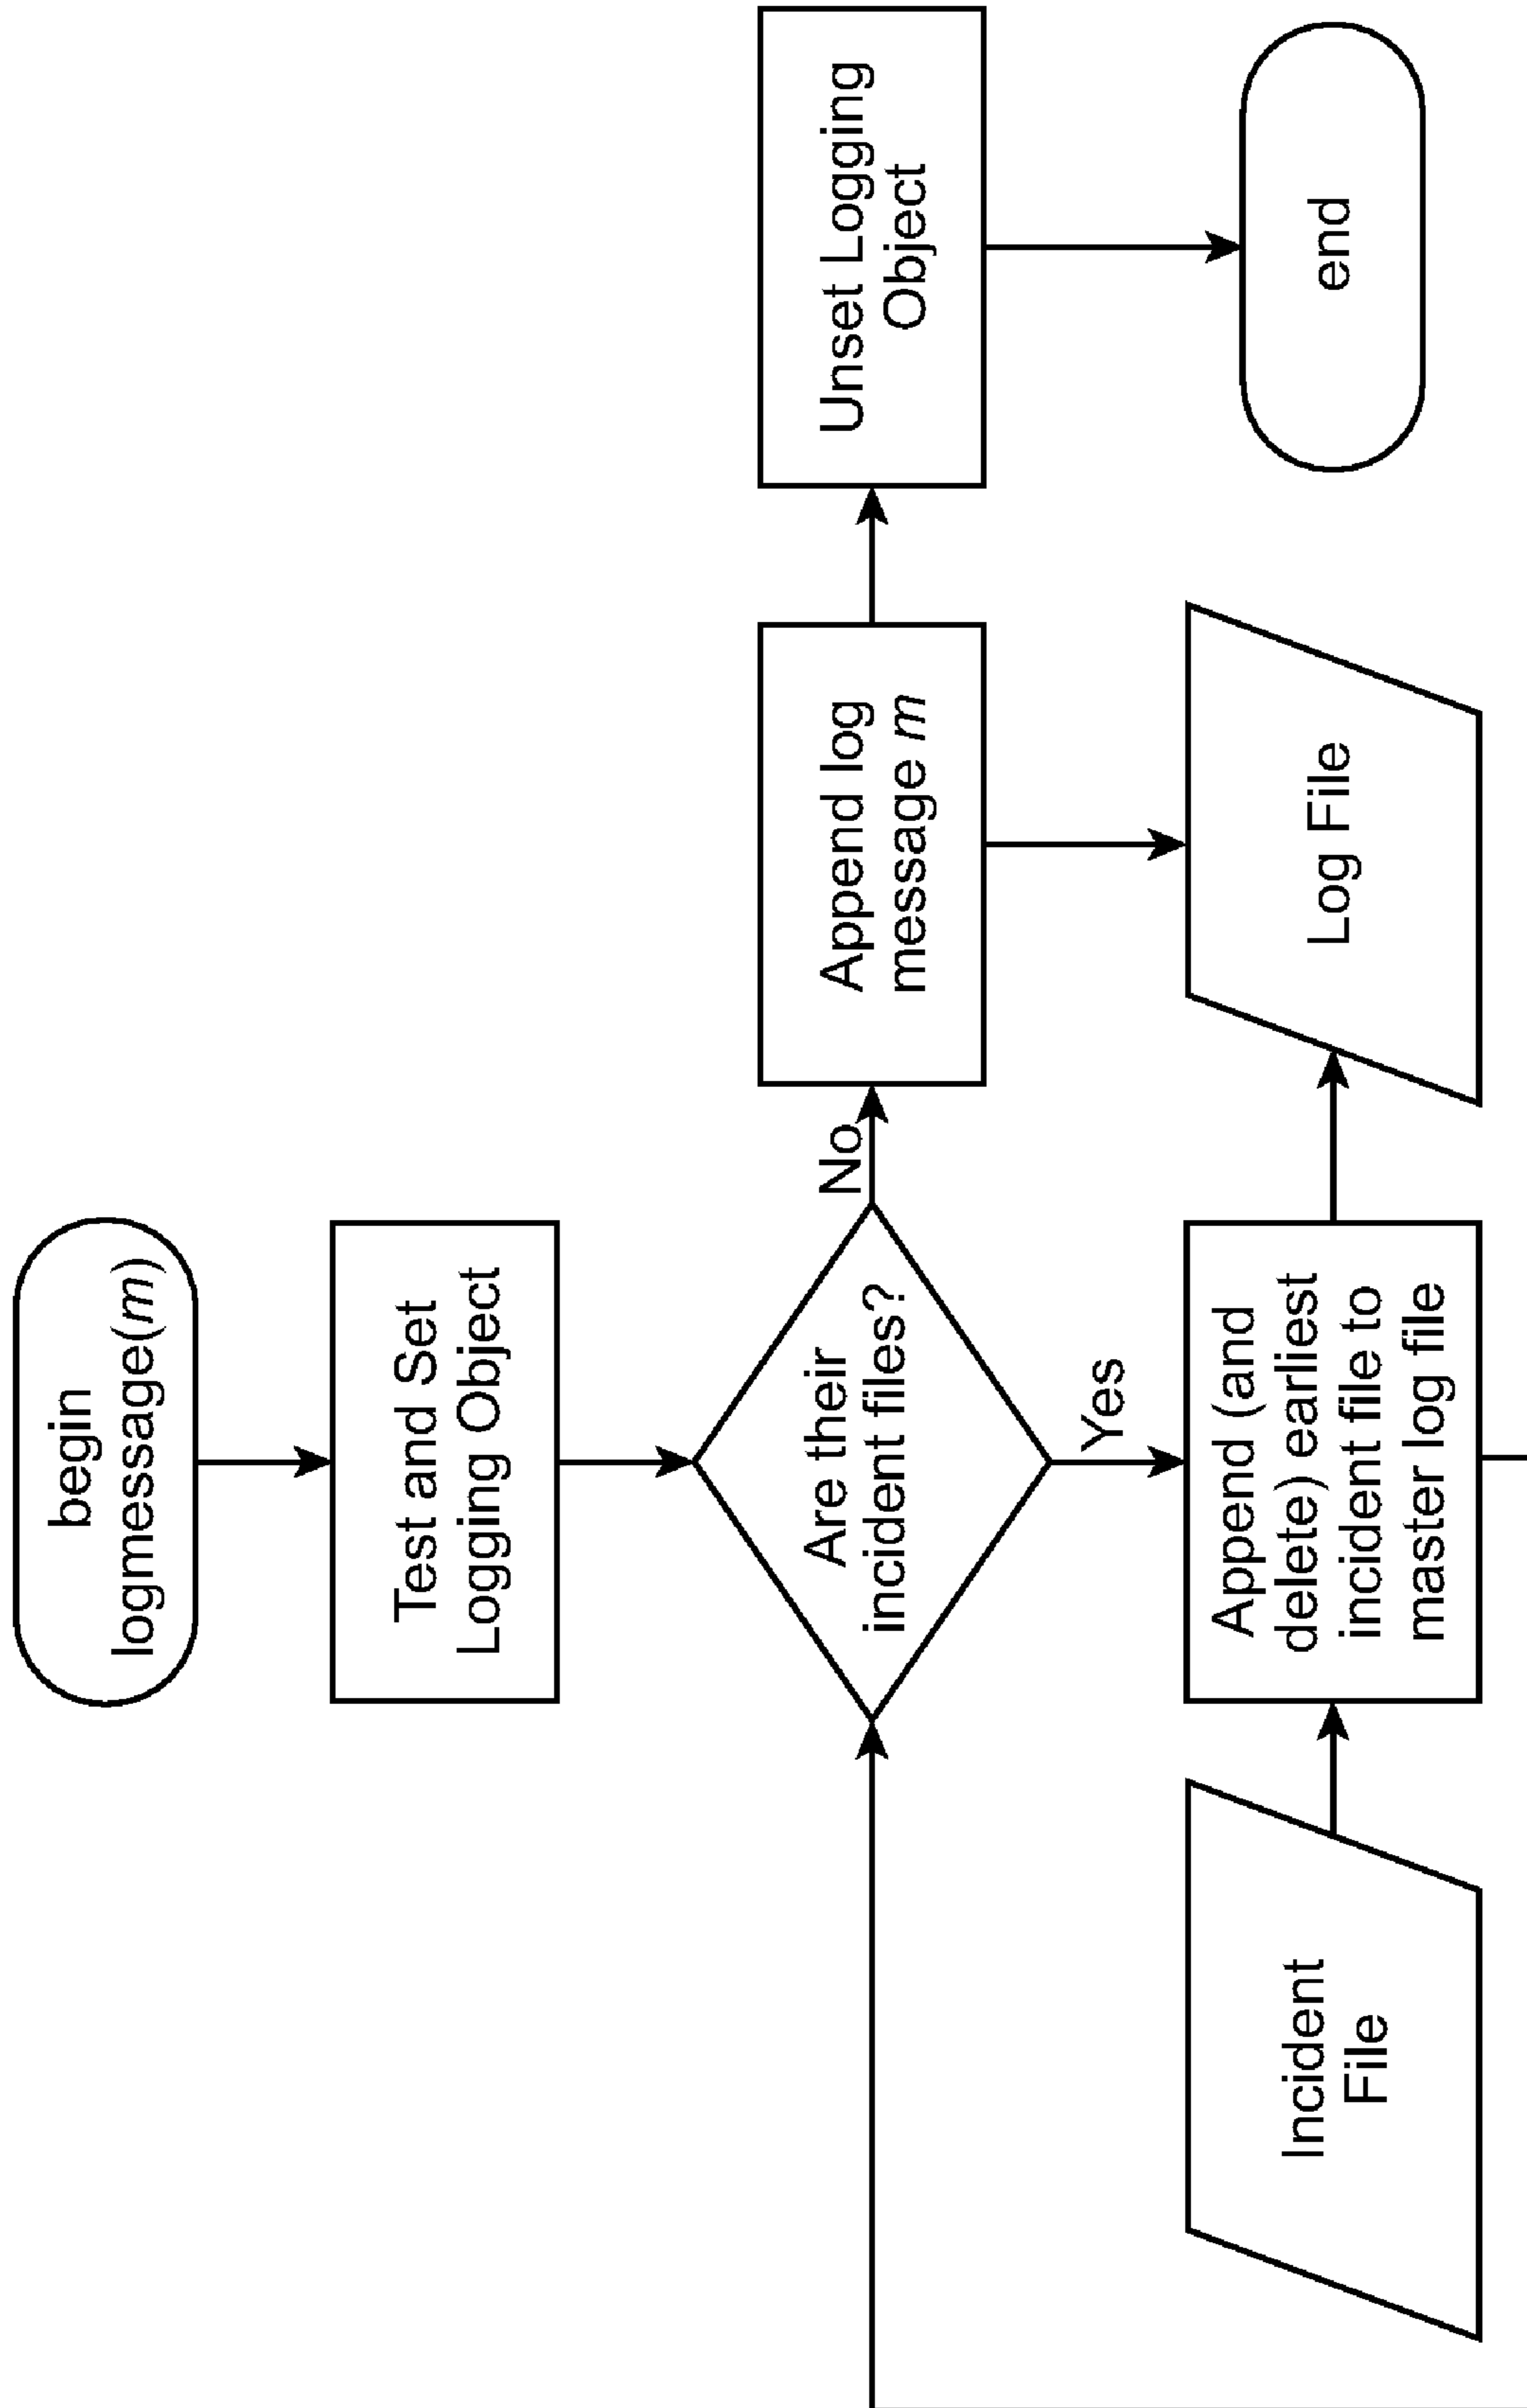 begin
logmessage(m)
Test and Set
Logging Object
Are their
incident files?
No
Append log
message m
Unset Logging
Object
Yes
Incident
File
Append (and
delete) earliest
incident file to
master log file
Log File
end